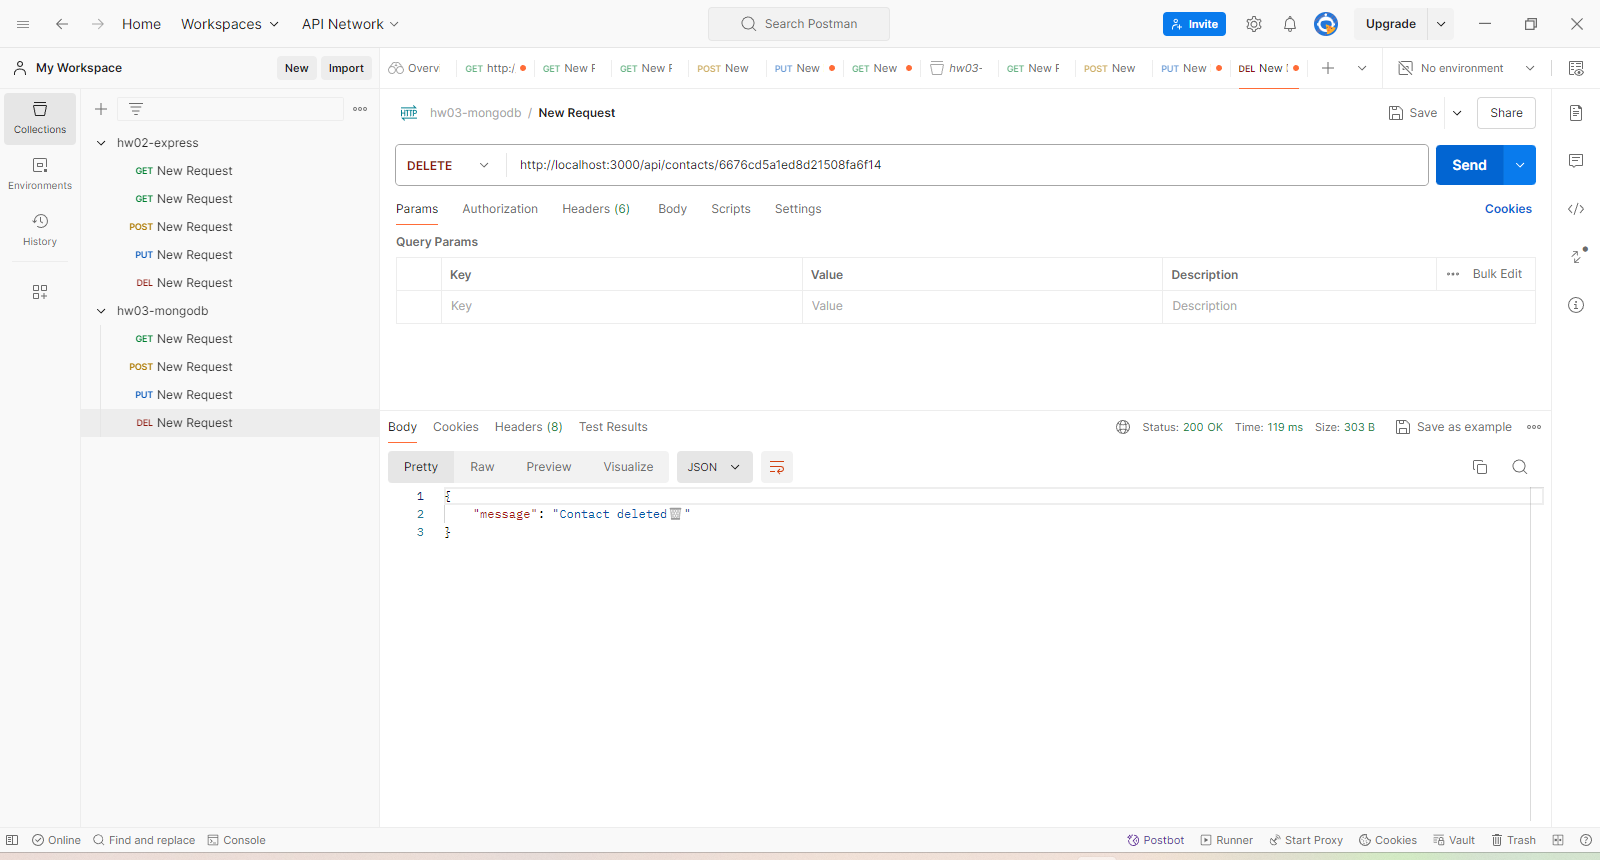 Home
Workspaces
API Network
Search Postman
Invite
Upgrade
My Workspace
New
Import
Overvi
GET http:/
GET New F
GET New F
POST New
PUT New
GET New
hw03-
GET New F
POST New
PUT New
DEL New
No environment
Collections
Environments
History
hw02-express
GET New Request
GET New Request
POST New Request
PUT New Request
DEL New Request
hw03-mongodb
GET New Request
POST New Request
PUT New Request
DEL New Request
HTTP hw03-mongodb / New Request
Save
Share
DELETE
http://localhost:3000/api/contacts/6676cd5a1ed8d21508fa6f14
Send
Params
Authorization
Headers (6)
Body
Scripts
Settings
Cookies
Query Params
Key
Value
Description
Bulk Edit
Key
Value
Description
Body
Cookies
Headers (8)
Test Results
Status: 200 OK
Time: 119 ms
Size: 303 B
Save as example
Pretty
Raw
Preview
Visualize
JSON
1 {
2 "message": "Contact deleted🗑️"
3 }
Online
Find and replace
Console
Postbot
Runner
Start Proxy
Cookies
Vault
Trash